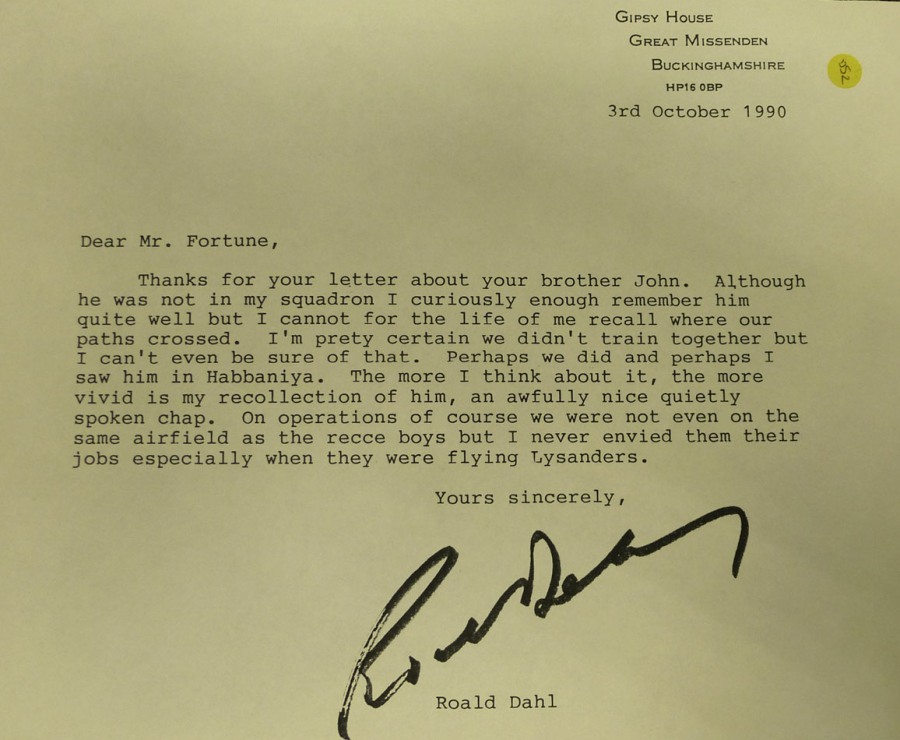 Gipsy House
Great Missenden
Buckinghamshire
HP16 0BP
3rd October 1990
Dear Mr. Fortune,
Thanks for your letter about your brother John. Although
he was not in my squadron I curiously enough remember him
quite well but I cannot for the life of me recall where our
paths crossed. I'm prety certain we didn't train together but
I can't even be sure of that. Perhaps we did and perhaps I
saw him in Habbaniya. The more I think about it, the more
vivid is my recollection of him, an awfully nice quietly
spoken chap. On operations of course we were not even on the
same airfield as the recce boys but I never envied them their
jobs especially when they were flying Lysanders.
Yours sincerely,
Roald Dahl
Roald Dahl